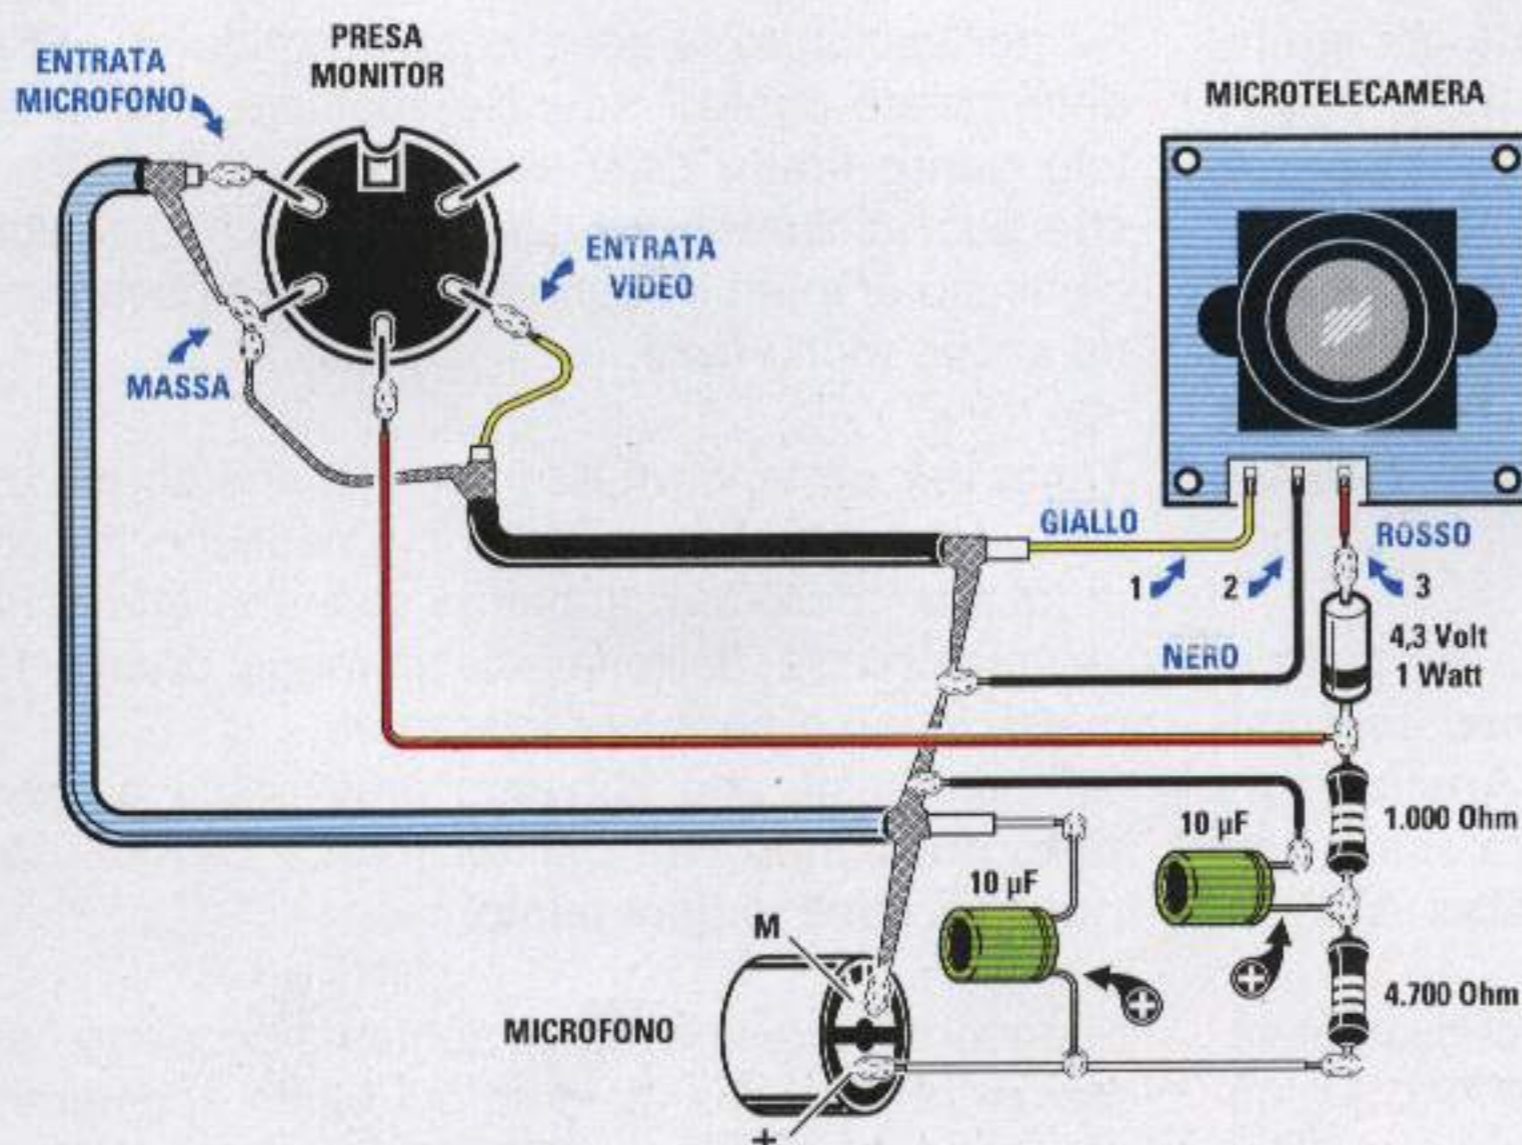 PRESA
MONITOR
ENTRATA
MICROFONO
MICROTELECAMERA
ENTRATA
VIDEO
MASSA
GIALLO
ROSSO
1
2
3
4,3 Volt
1 Watt
NERO
10 µF
1.000 Ohm
10 µF
M
4.700 Ohm
MICROFONO
+